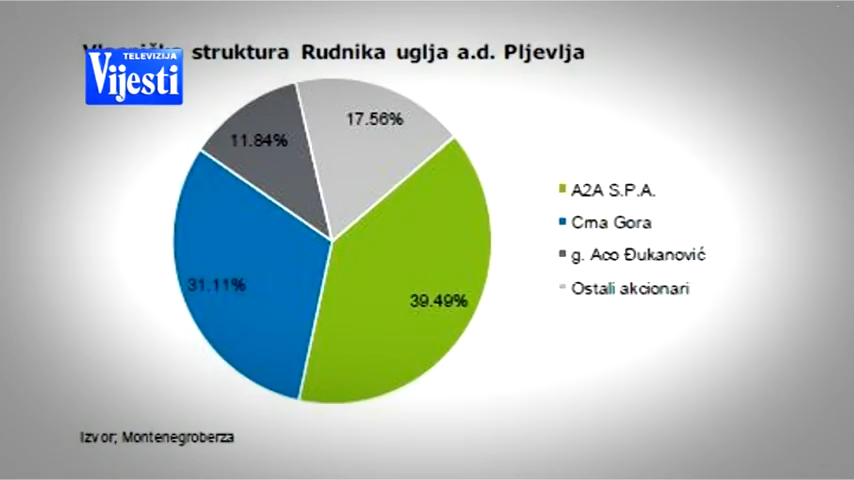 struktura Rudnika uglja a.d. Pljevlja
TELEVIZIJA
Vijesti
17.56%
11.84%
31.11%
39.49%
A2A S.P.A.
Crna Gora
g. Aco Đukanović
Ostali akcionari
Izvor; Montenegroberza